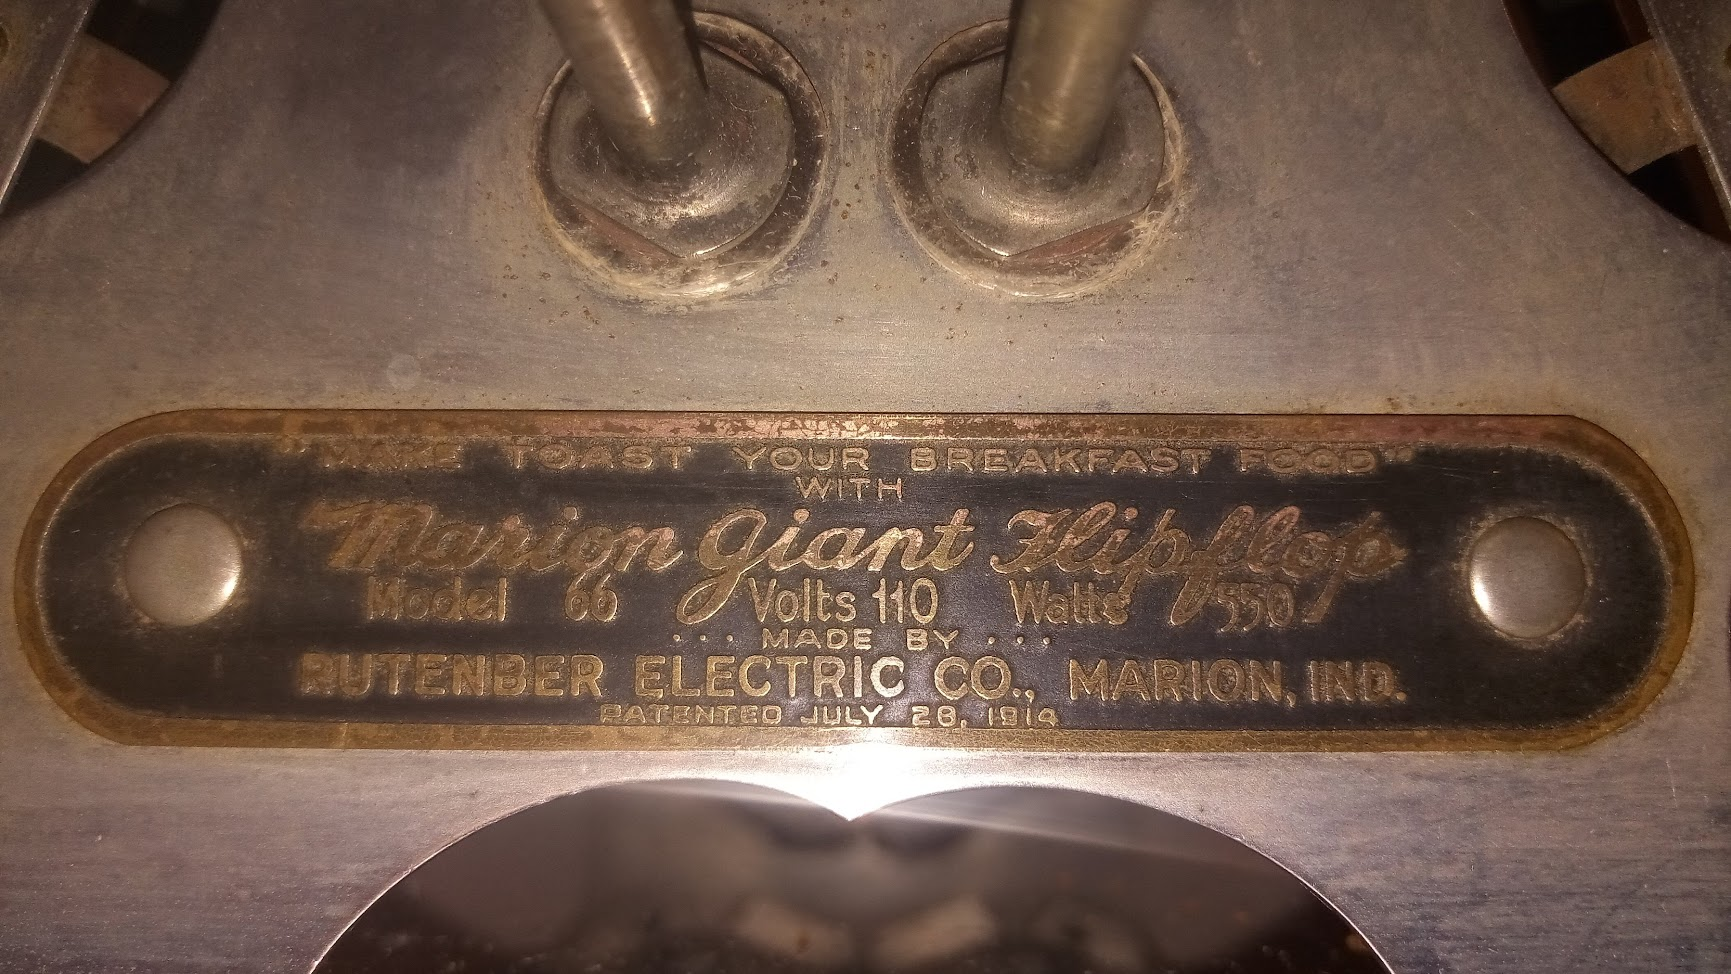 "MAKE TOAST YOUR BREAKFAST FOOD"
WITH
Marion Giant Flipflop
Model 66 Volts 110 Watts 550
... MADE BY ...
RUTENBER ELECTRIC CO., MARION, IND.
PATENTED JULY 28, 1914